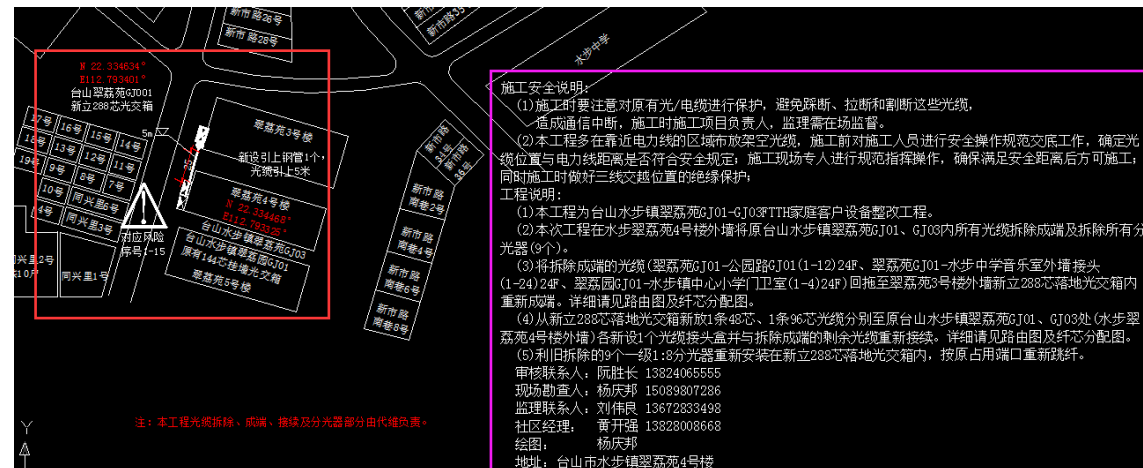 新市路26号
新市路28号
新市路35号
水步中学
N 22.334634°
E112.793401°
台山翠荔苑GJ001
新立288芯光交箱
17号
16号
15号
14号
18号
13号
12号
11号
19号
9号
8号
7号
10号
同兴里6号
4号
同兴里3号
同兴里2号
同兴里1号
5m
翠荔苑3号楼
新设引上钢管1个,
光缆引上5米
翠荔苑4号楼
N 22.334468°
E112.793525°
台山水步镇翠荔苑GJ03
台山水步镇翠荔园GJ01
原有144芯挂墙光交箱
翠荔苑5号楼
对应风险
序号1-15
新市路
36号
新市路
南巷2号
新市路
南巷4号
新市路
南巷6号
新市路
南巷8号
注:本工程光缆拆除、成端、接续及分光器部分由代维负责。
Y
施工安全说明:
(1)施工时要注意对原有光/电缆进行保护,避免踩断、拉断和割断这些光缆,
造成通信中断,施工时施工项目负责人,监理需在场监督。
(2)本工程多在靠近电力线的区域布放架空光缆,施工前对施工人员进行安全操作规范交底工作,确定光
缆位置与电力线距离是否符合安全规定;施工现场专人进行规范指挥操作,确保满足安全距离后方可施工;
同时施工时做好三线交越位置的绝缘保护;
工程说明:
(1)本工程为台山水步镇翠荔苑GJ01-GJ03FTTH家庭客户设备整改工程。
(2)本次工程在水步翠荔苑4号楼外墙将原台山水步镇翠荔苑GJ01、GJ03内所有光缆拆除成端及拆除所有分
光器(9个)。
(3)将拆除成端的光缆(翠荔苑GJ01-公园路GJ01(1-12)24F、翠荔苑GJ01-水步中学音乐室外墙接头
(1-24)24F、翠荔园GJ01-水步镇中心小学门卫室(1-4)24F)回拖至翠荔苑3号楼外墙新立288芯落地光交箱内
重新成端。详细请见路由图及纤芯分配图。
(4)从新立288芯落地光交箱新放1条48芯、1条96芯光缆分别至原台山水步镇翠荔苑GJ01、GJ03处(水步翠
荔苑4号楼外墙)各新设1个光缆接头盒并与拆除成端的剩余光缆重新接续。详细请见路由图及纤芯分配图。
(5)利旧拆除的9个一级1:8分光器重新安装在新立288芯落地光交箱内,按原占用端口重新跳纤。
审核联系人:阮胜长 13824065555
现场勘查人:杨庆邦 15089807286
监理联系人:刘伟良 13672833498
社区经理: 黄开强 13828008668
绘图: 杨庆邦
地址:台山市水步镇翠荔苑4号楼